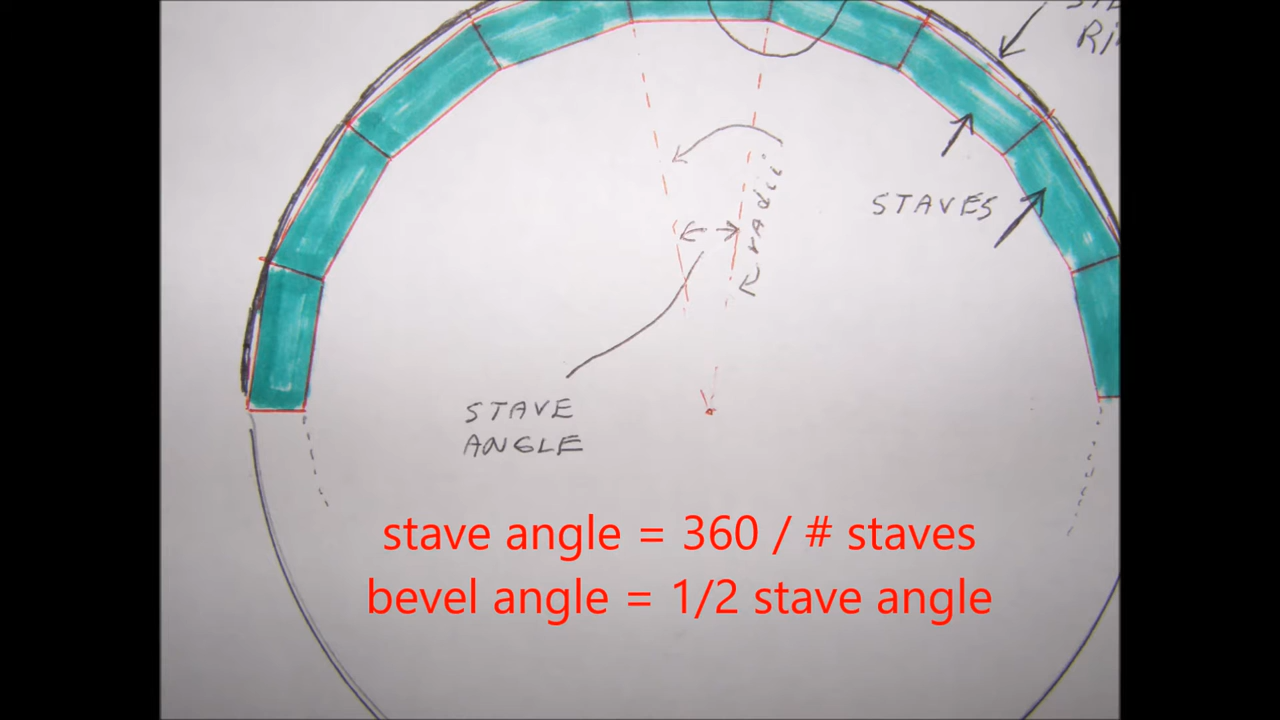 STAVES
radii
STAVE
ANGLE
stave angle = 360 / # staves
bevel angle = 1/2 stave angle